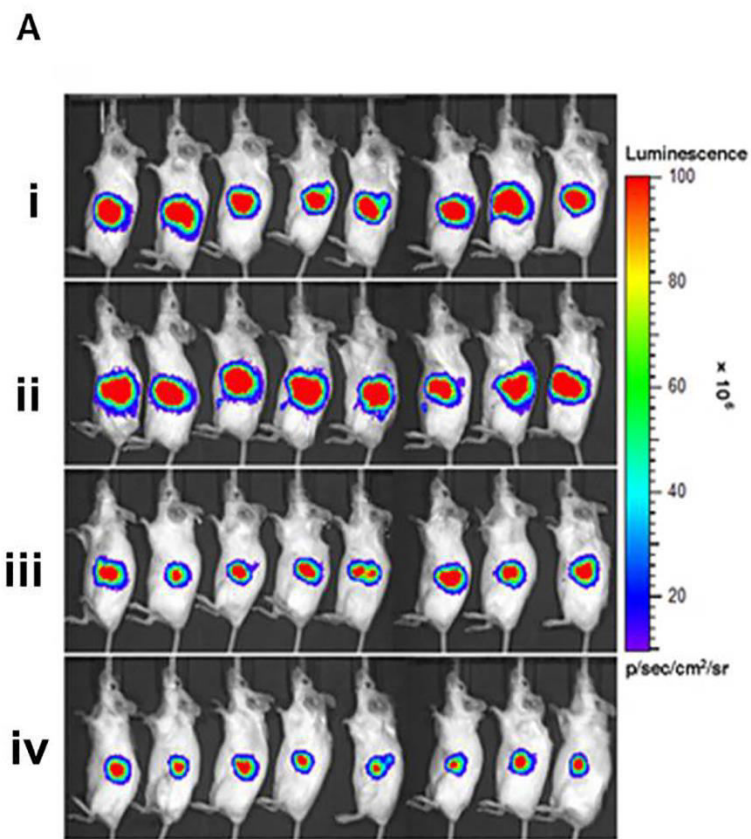 A
Luminescence
i
100
80
ii
60
× 10⁶
40
iii
20
p/sec/cm²/sr
iv